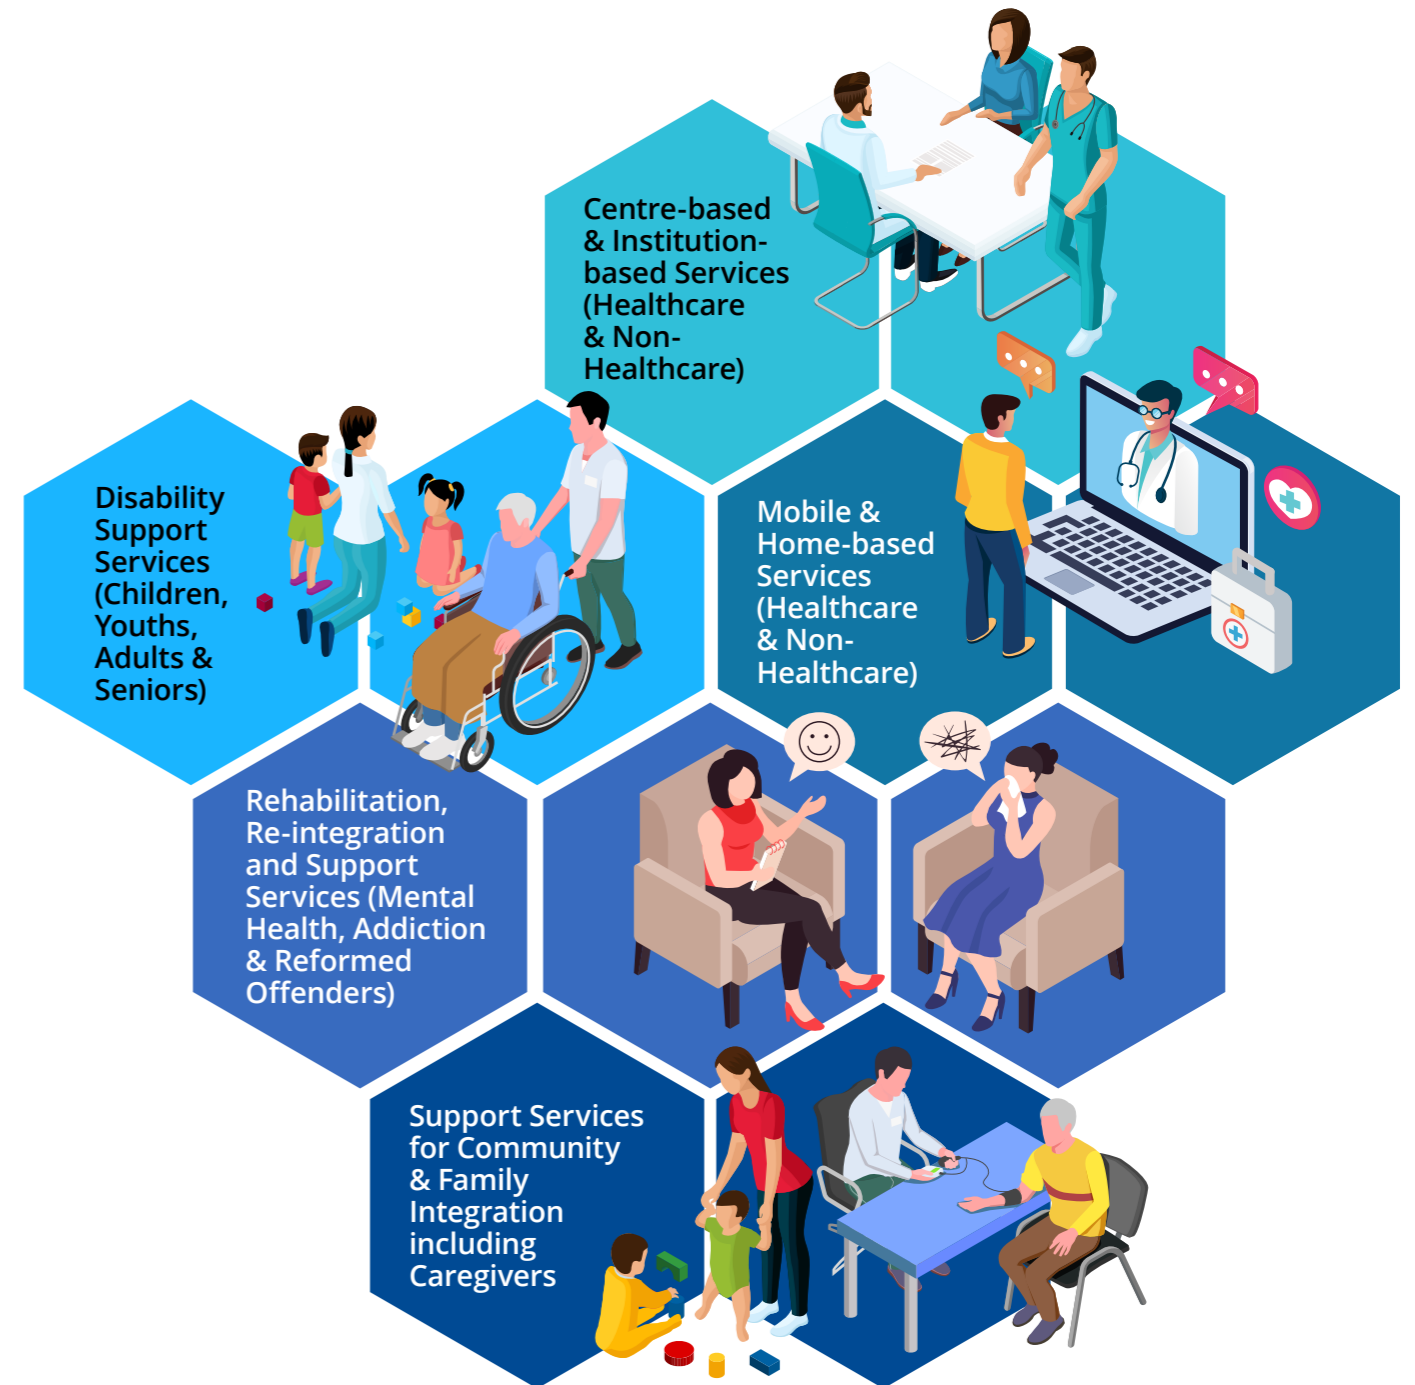 Centre-based
& Institution-
based Services
(Healthcare
& Non-
Healthcare)
Disability
Support
Services
(Children,
Youths,
Adults &
Seniors)
Mobile &
Home-based
Services
(Healthcare
& Non-
Healthcare)
Rehabilitation,
Re-integration
and Support
Services (Mental
Health, Addiction
& Reformed
Offenders)
Support Services
for Community
& Family
Integration
including
Caregivers